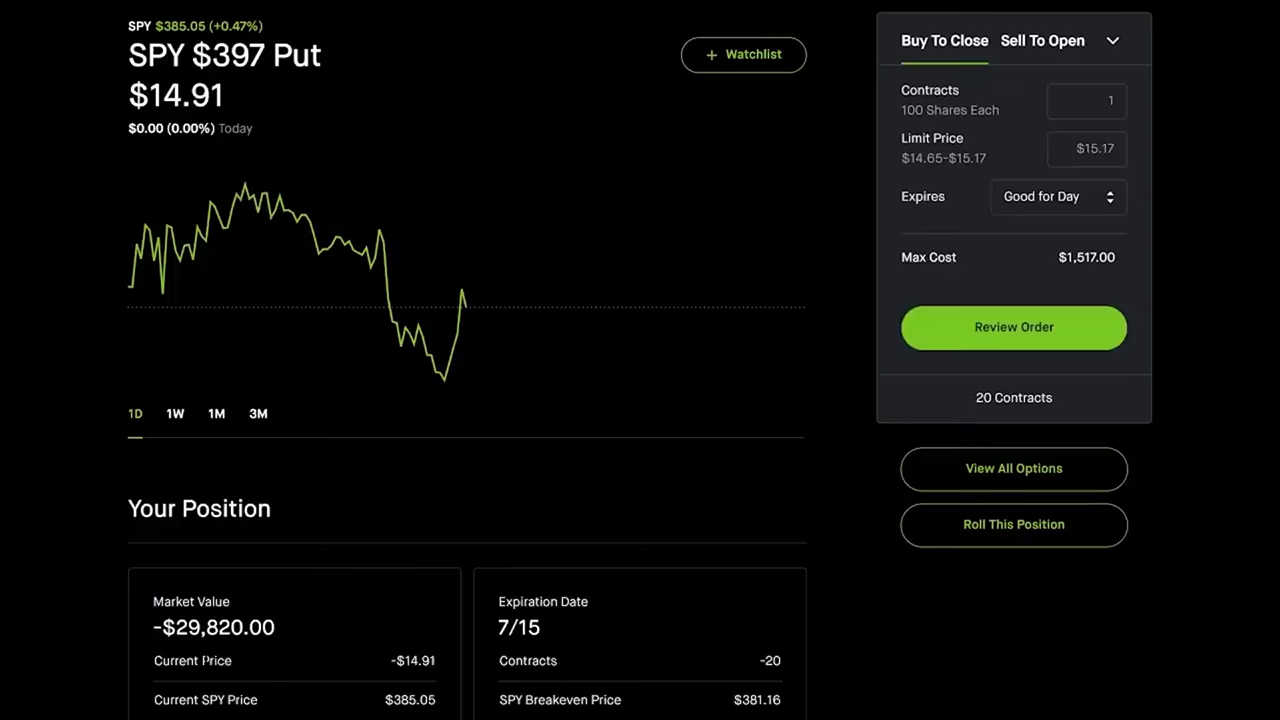 SPY $385.05 (+0.47%)
SPY $397 Put
$14.91
$0.00 (0.00%) Today
+ Watchlist
1D 1W 1M 3M
Your Position
Market Value
-$29,820.00
Current Price -$14.91
Current SPY Price $385.05
Expiration Date
7/15
Contracts -20
SPY Breakeven Price $381.16
Buy To Close Sell To Open
Contracts 1
100 Shares Each
Limit Price $15.17
$14.65-$15.17
Expires Good for Day
Max Cost $1,517.00
Review Order
20 Contracts
View All Options
Roll This Position